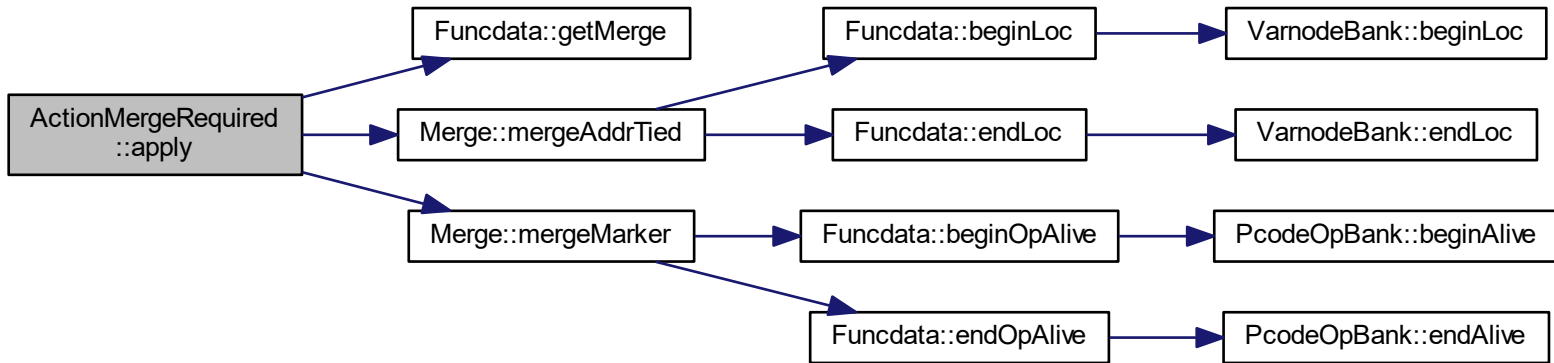 Funcdata::getMerge
Funcdata::beginLoc
VarnodeBank::beginLoc
ActionMergeRequired
::apply
Merge::mergeAddrTied
Funcdata::endLoc
VarnodeBank::endLoc
Merge::mergeMarker
Funcdata::beginOpAlive
PcodeOpBank::beginAlive
Funcdata::endOpAlive
PcodeOpBank::endAlive